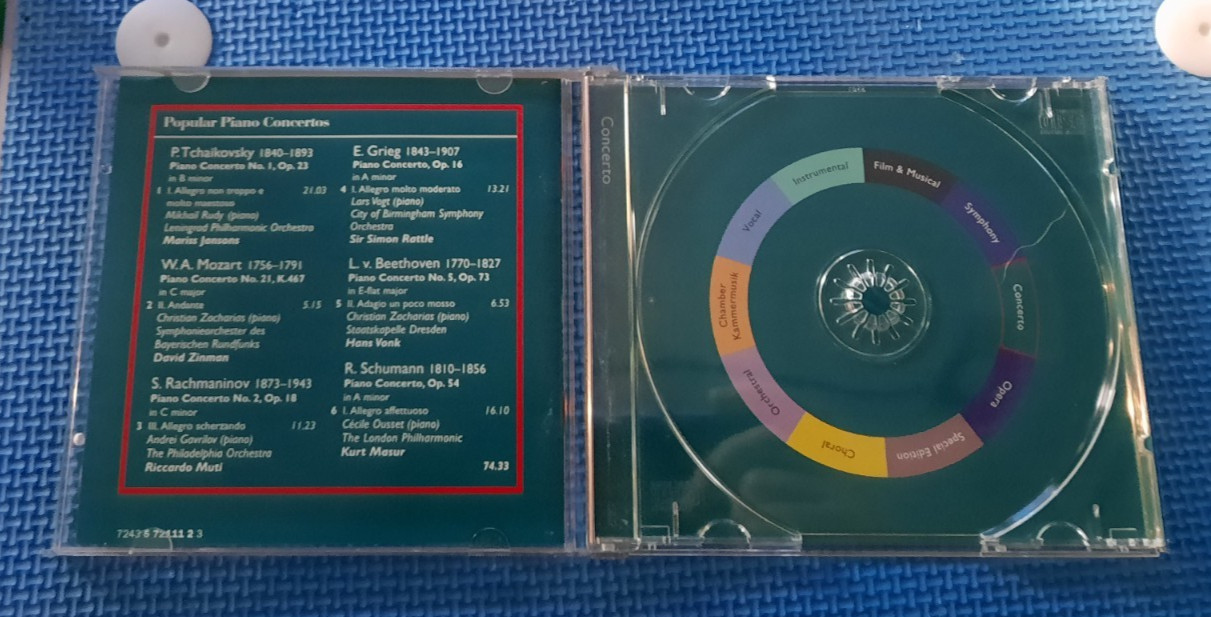 Popular Piano Concertos
P. Tchaikovsky 1840–1893
Piano Concerto No. 1, Op. 23
in B minor
1 I. Allegro non troppo e 21.03
molto maestoso
Mikhail Rudy (piano)
Leningrad Philharmonic Orchestra
Mariss Jansons
W.A. Mozart 1756–1791
Piano Concerto No. 21, K.467
in C major
2 II. Andante 5.15
Christian Zacharias (piano)
Symphonieorchester des
Bayerischen Rundfunks
David Zinman
S. Rachmaninov 1873–1943
Piano Concerto No. 2, Op. 18
in C minor
3 III. Allegro scherzando 11.23
Andrei Gavrilov (piano)
The Philadelphia Orchestra
Riccardo Muti
E. Grieg 1843–1907
Piano Concerto, Op. 16
in A minor
4 I. Allegro molto moderato 13.21
Lars Vogt (piano)
City of Birmingham Symphony
Orchestra
Sir Simon Rattle
L. v. Beethoven 1770–1827
Piano Concerto No. 5, Op. 73
in E-flat major
5 II. Adagio un poco mosso 6.53
Christian Zacharias (piano)
Staatskapelle Dresden
Hans Vonk
R. Schumann 1810–1856
Piano Concerto, Op. 54
in A minor
6 I. Allegro affettuoso 16.10
Cécile Ousset (piano)
The London Philharmonic
Kurt Masur
74.33
7243 5 72111 2 3
Concerto
Instrumental
Film & Musical
Symphony
Concerto
Opera
Special Edition
Choral
Orchestral
Chamber
Kammermusik
Vocal